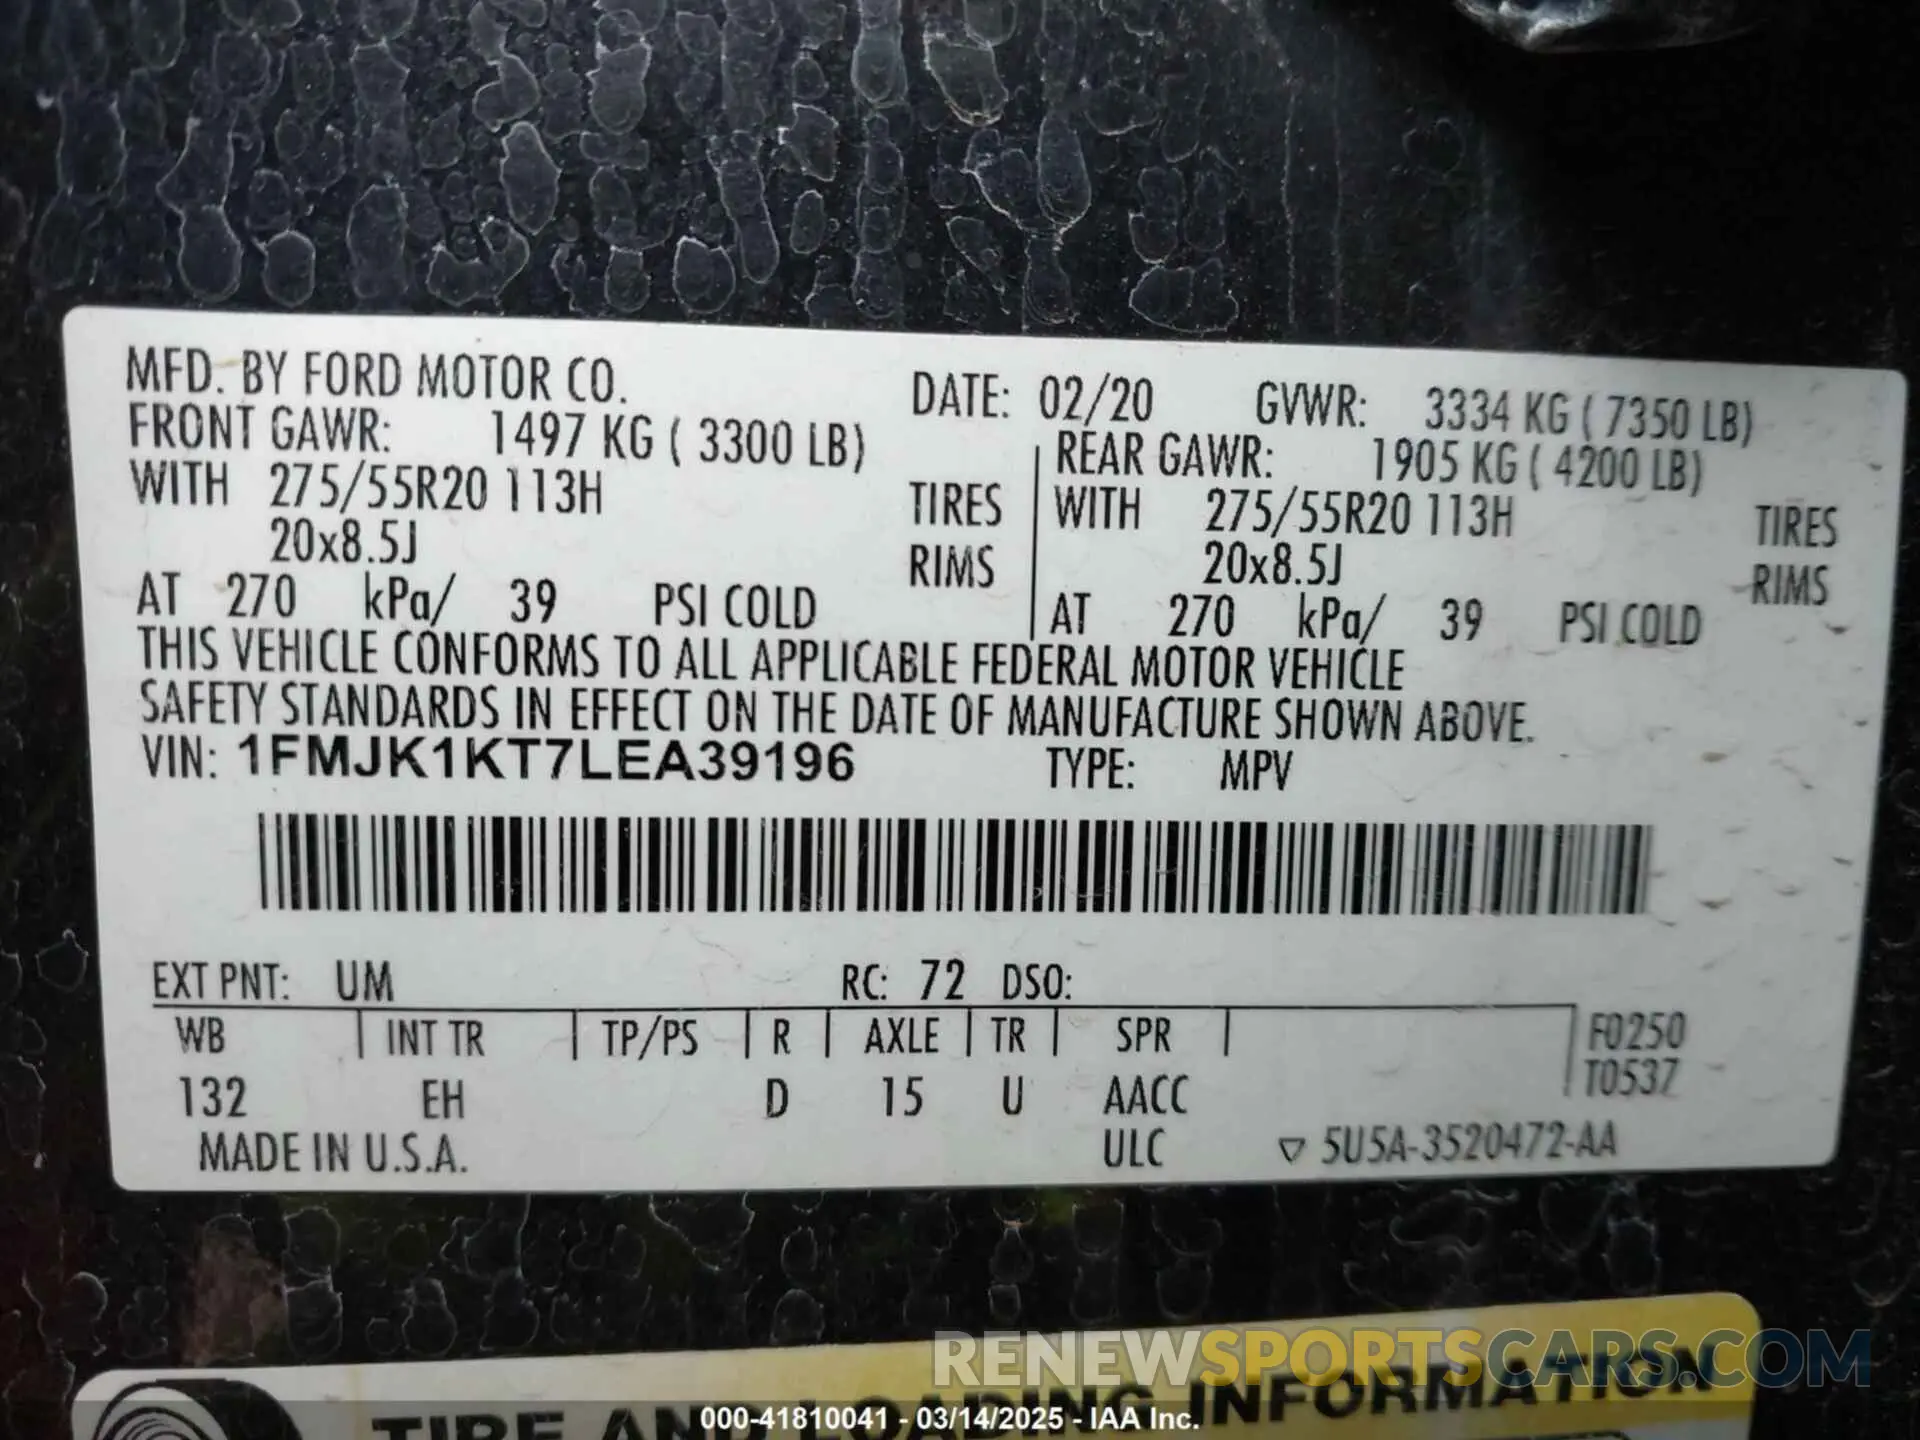 MFD. BY FORD MOTOR CO.
DATE: 02/20 GVWR: 3334 KG ( 7350 LB)
FRONT GAWR: 1497 KG ( 3300 LB)
REAR GAWR: 1905 KG ( 4200 LB)
WITH 275/55R20 113H TIRES
WITH 275/55R20 113H TIRES
20x8.5J RIMS
20x8.5J RIMS
AT 270 kPa/ 39 PSI COLD
AT 270 kPa/ 39 PSI COLD
THIS VEHICLE CONFORMS TO ALL APPLICABLE FEDERAL MOTOR VEHICLE
SAFETY STANDARDS IN EFFECT ON THE DATE OF MANUFACTURE SHOWN ABOVE.
VIN: 1FMJK1KT7LEA39196 TYPE: MPV
EXT PNT: UM RC: 72 DSO:
WB INT TR TP/PS R AXLE TR SPR F0250
T0537
132 EH D 15 U AACC
MADE IN U.S.A. ULC ▽ 5U5A-3520472-AA
RENEWSPORTSCARS.COM
TIRE AND LOADING INFORMATION
000-41810041 - 03/14/2025 - IAA Inc.